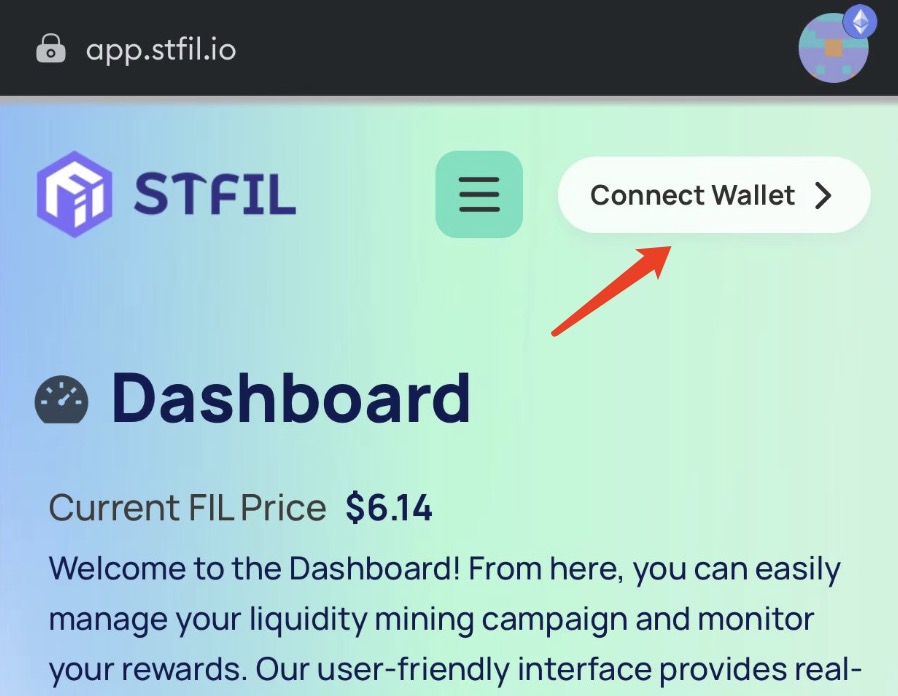 app.stfil.io
STFIL
Connect Wallet
Dashboard
Current FIL Price $6.14
Welcome to the Dashboard! From here, you can easily
manage your liquidity mining campaign and monitor
your rewards. Our user-friendly interface provides real-